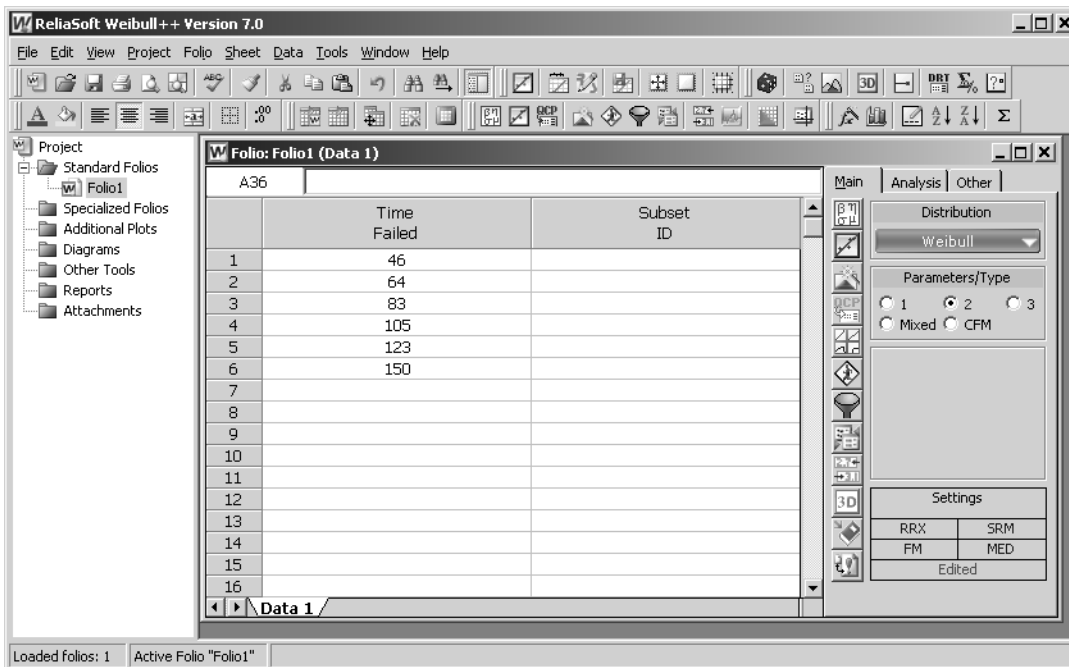 ReliaSoft Weibull++ Version 7.0
File Edit View Project Folio Sheet Data Tools Window Help
Project
Standard Folios
Folio1
Specialized Folios
Additional Plots
Diagrams
Other Tools
Reports
Attachments
Folio: Folio1 (Data 1)
A36
Time
Failed
Subset
ID
1 46
2 64
3 83
4 105
5 123
6 150
7
8
9
10
11
12
13
14
15
16
Data 1
Main Analysis Other
βη
σμ
QCP
3D
Distribution
Weibull
Parameters/Type
1 2 3
Mixed CFM
Settings
RRX SRM
FM MED
Edited
Loaded folios: 1 Active Folio "Folio1"